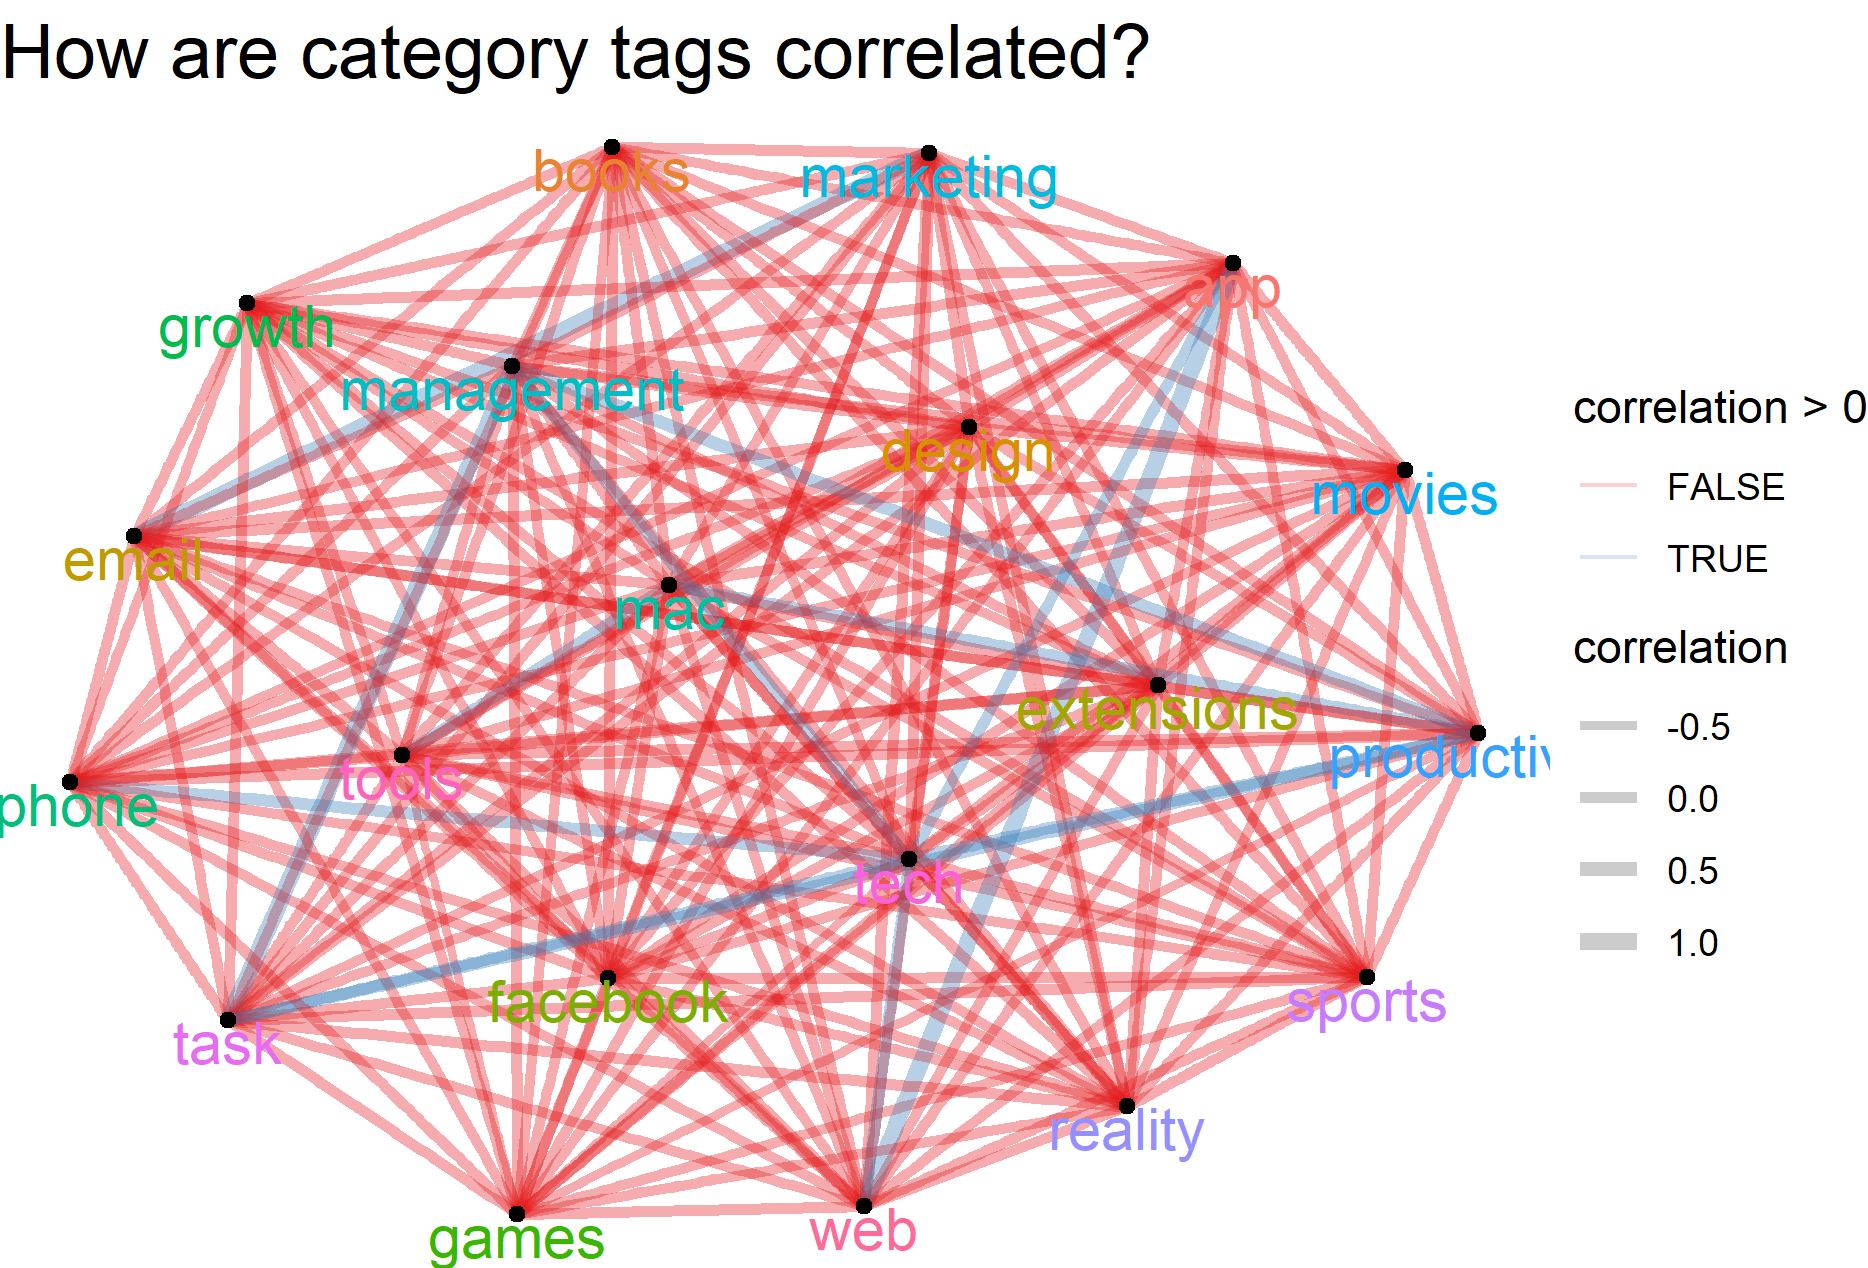 How are category tags correlated?
books
marketing
app
growth
management
design
movies
email
mac
extensions
productiv
tools
phone
tech
facebook
sports
task
reality
web
games
correlation > 0
FALSE
TRUE
correlation
-0.5
0.0
0.5
1.0